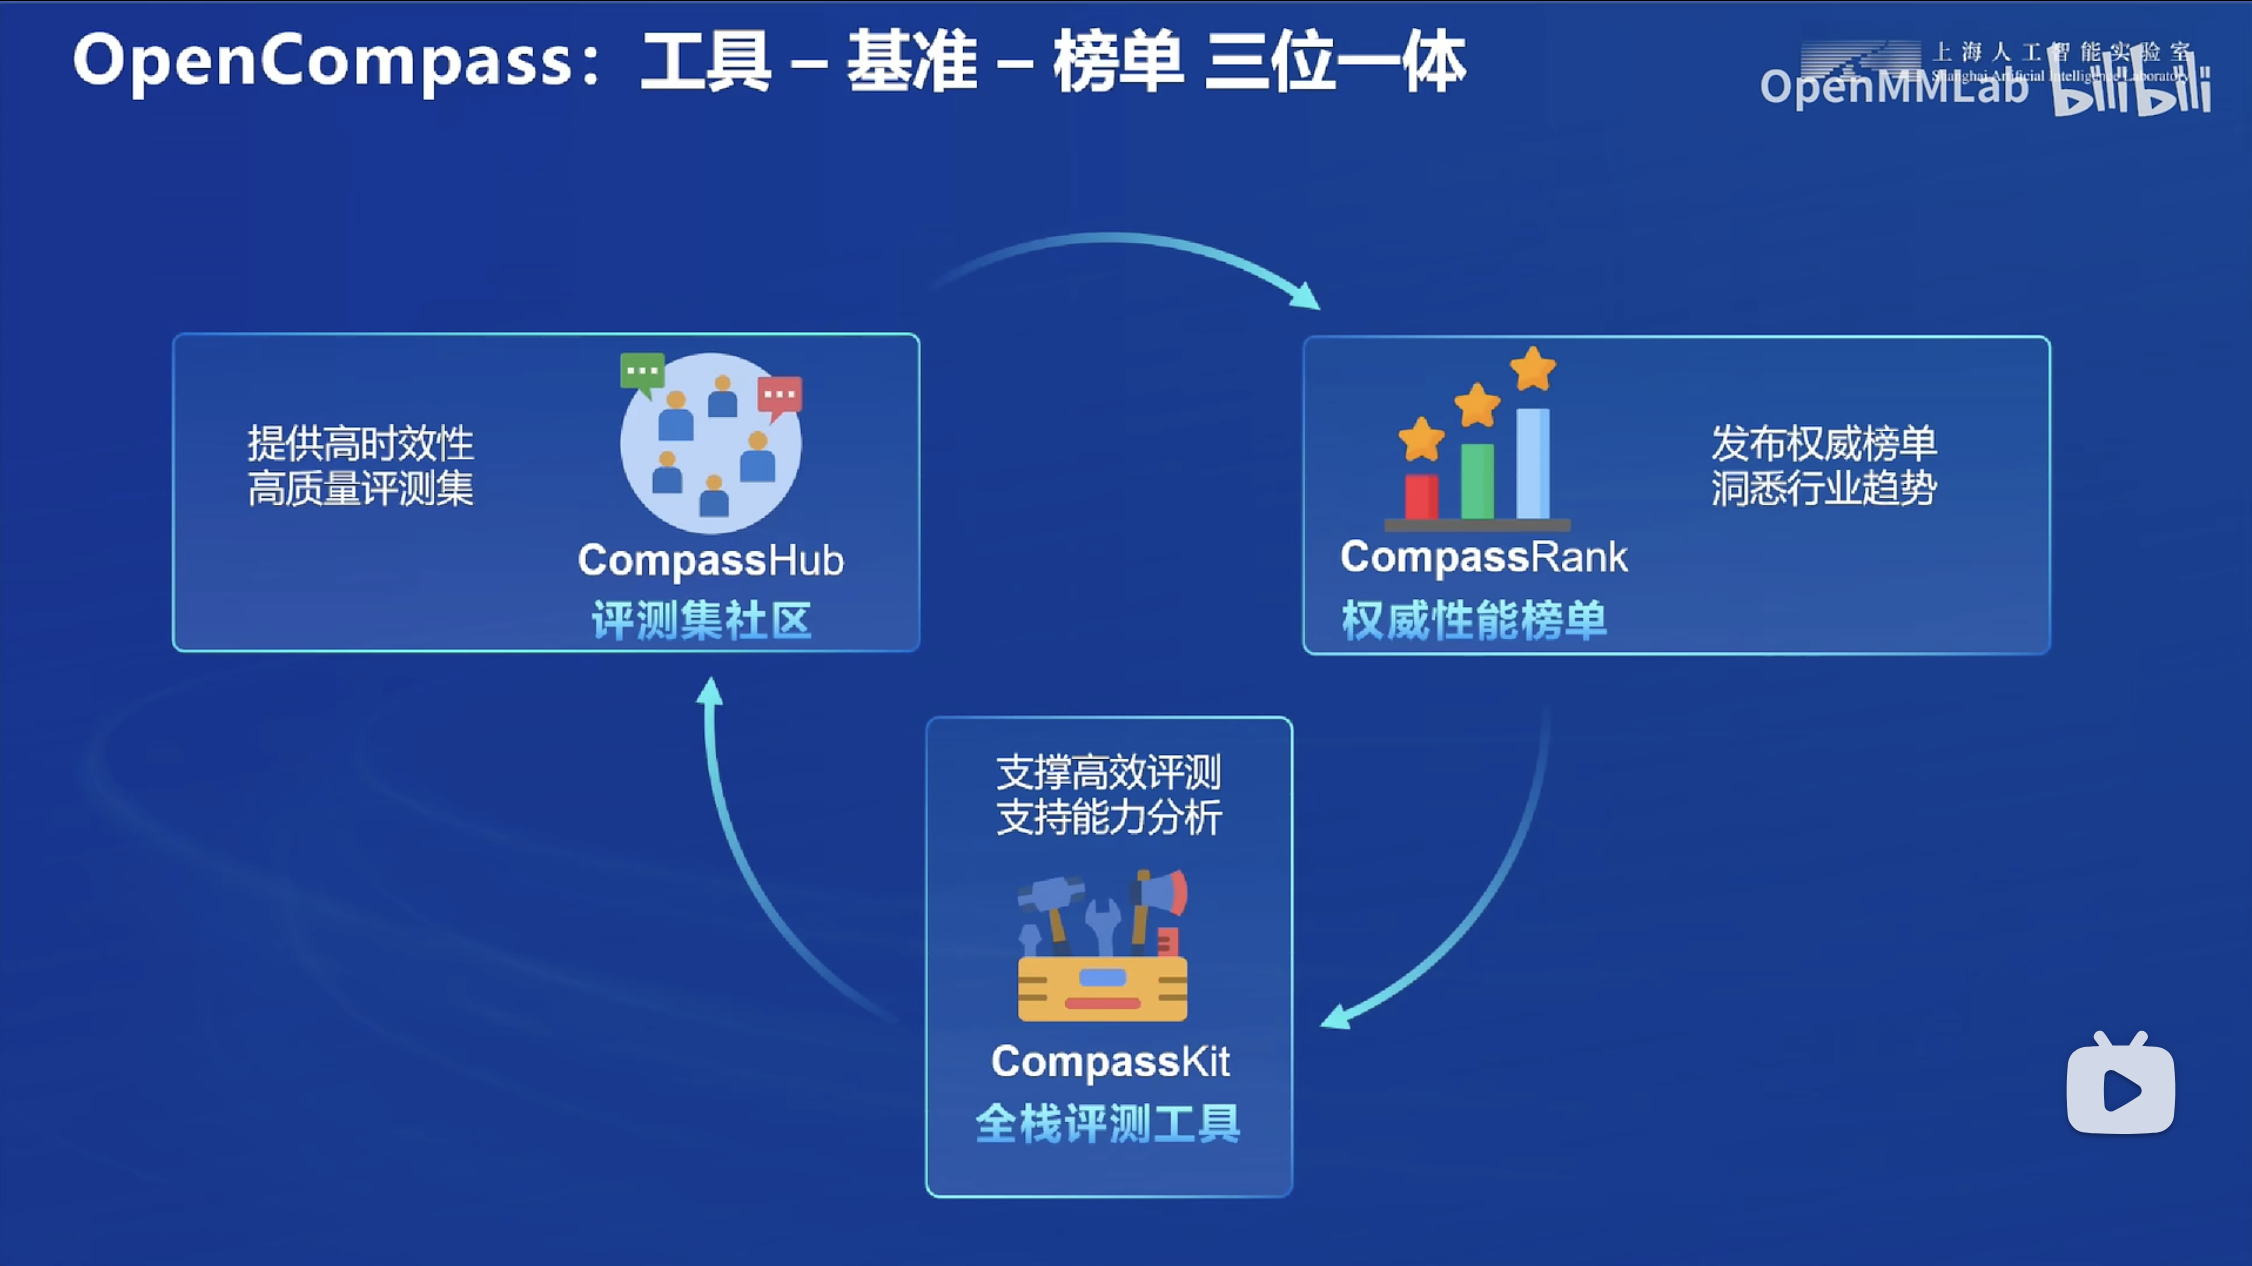 OpenCompass：工具 – 基准 – 榜单 三位一体
上海人工智能实验室
Shanghai Artificial Intelligence Laboratory
OpenMMLab bilibili
提供高时效性
高质量评测集
CompassHub
评测集社区
CompassRank
权威性能榜单
发布权威榜单
洞悉行业趋势
支撑高效评测
支持能力分析
CompassKit
全栈评测工具